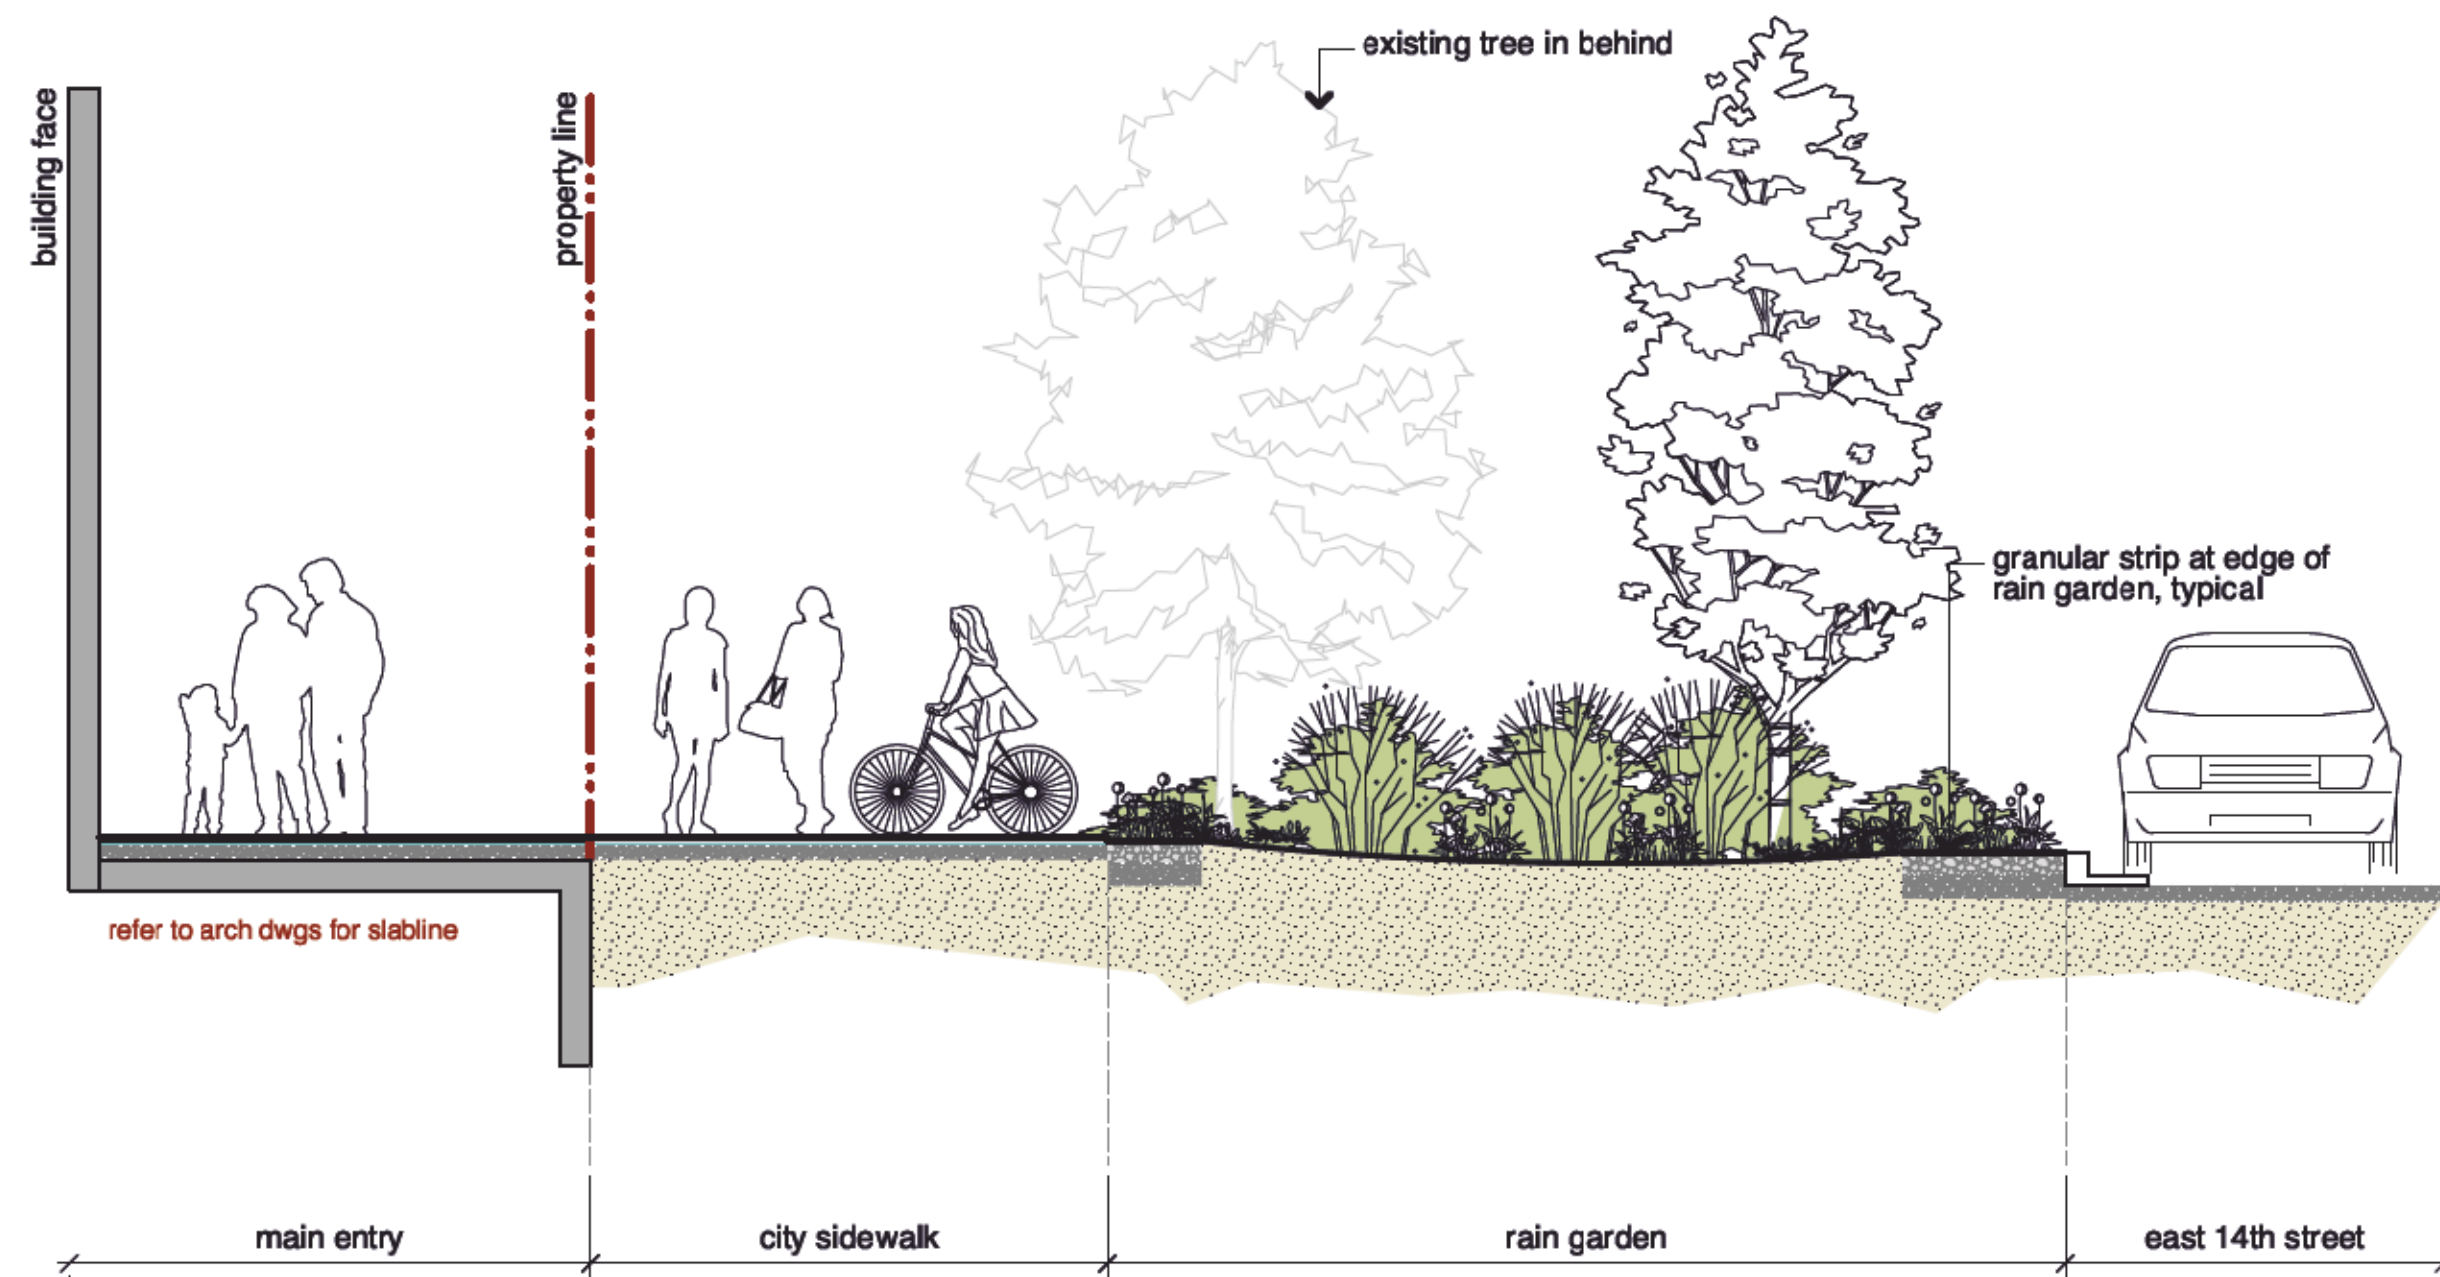 building face
property line
existing tree in behind
granular strip at edge of
rain garden, typical
refer to arch dwgs for slabline
main entry
city sidewalk
rain garden
east 14th street